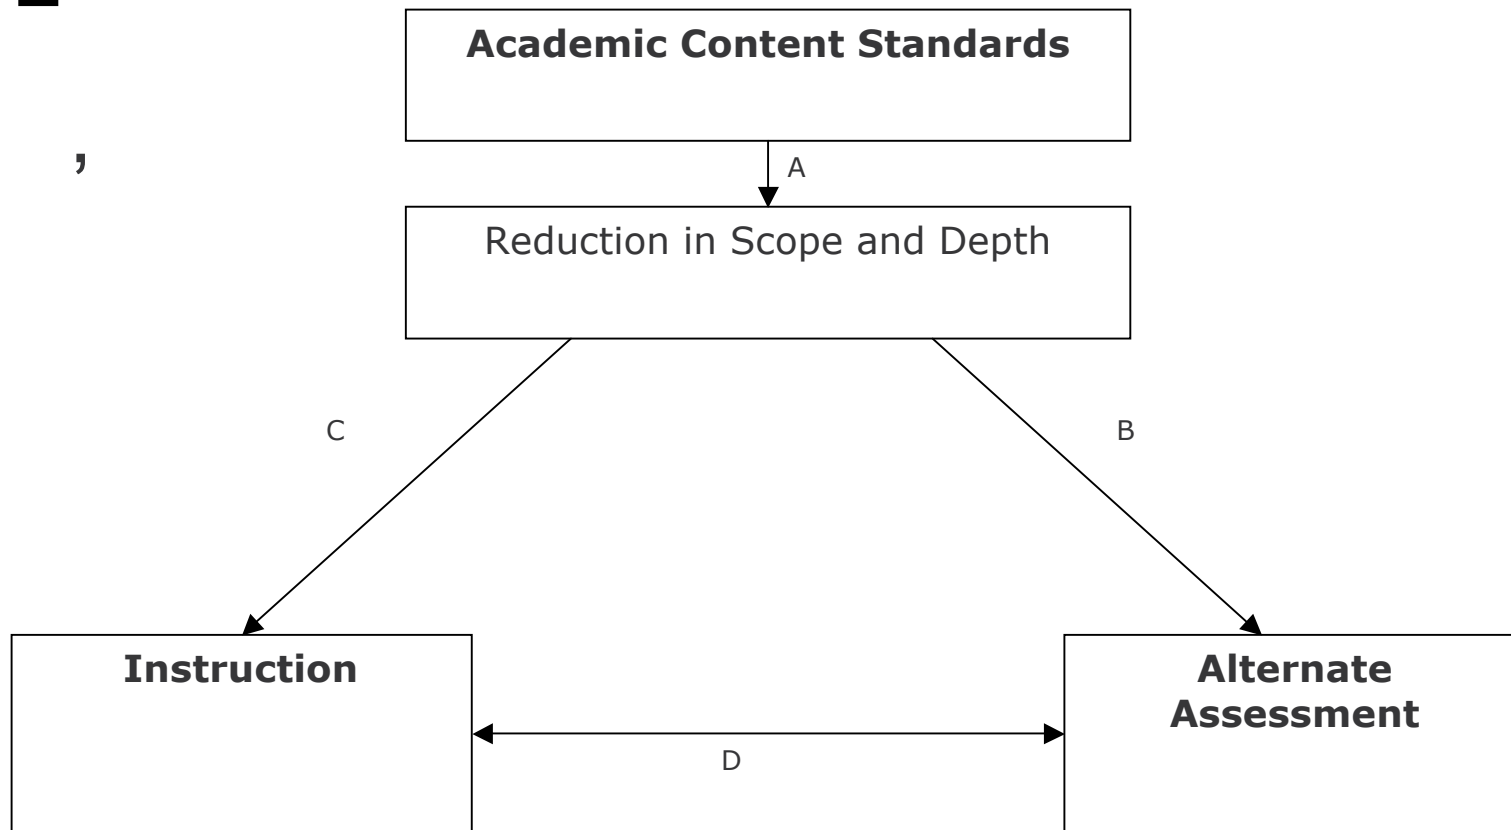 Academic Content Standards
,
A
Reduction in Scope and Depth
C
B
Instruction
Alternate
Assessment
D